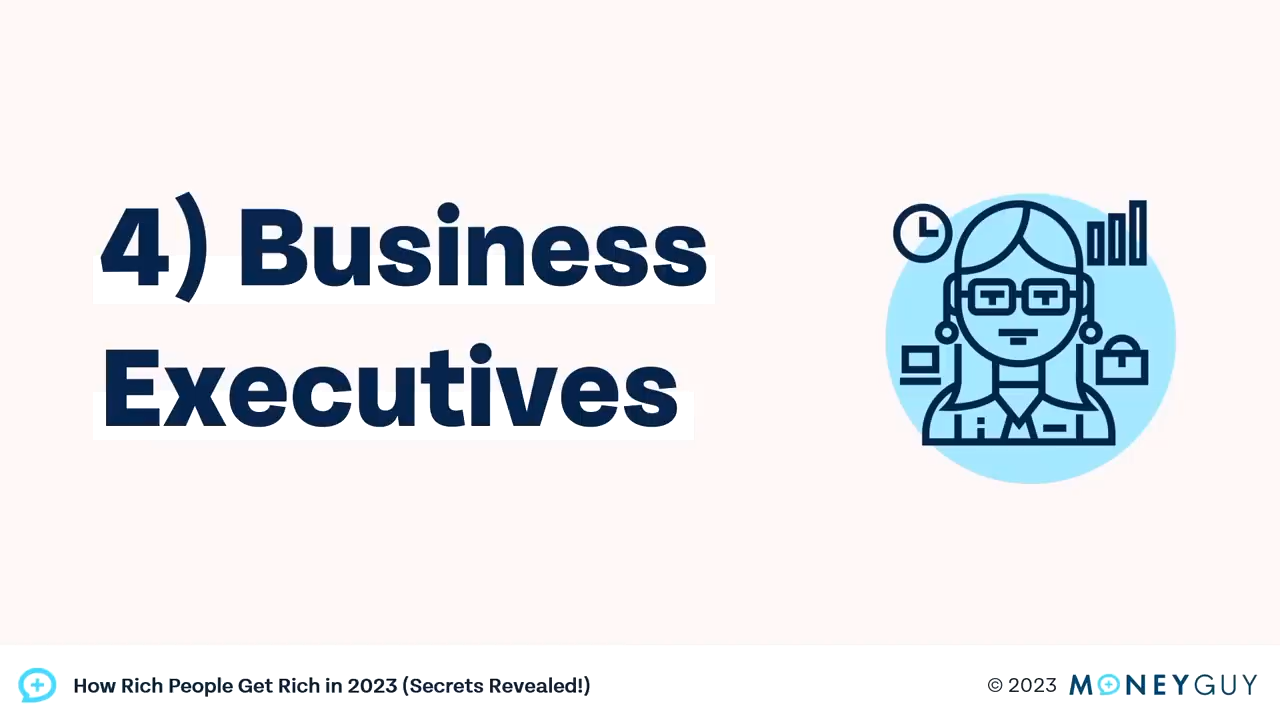 4) Business
Executives
How Rich People Get Rich in 2023 (Secrets Revealed!)
© 2023 MONEYGUY